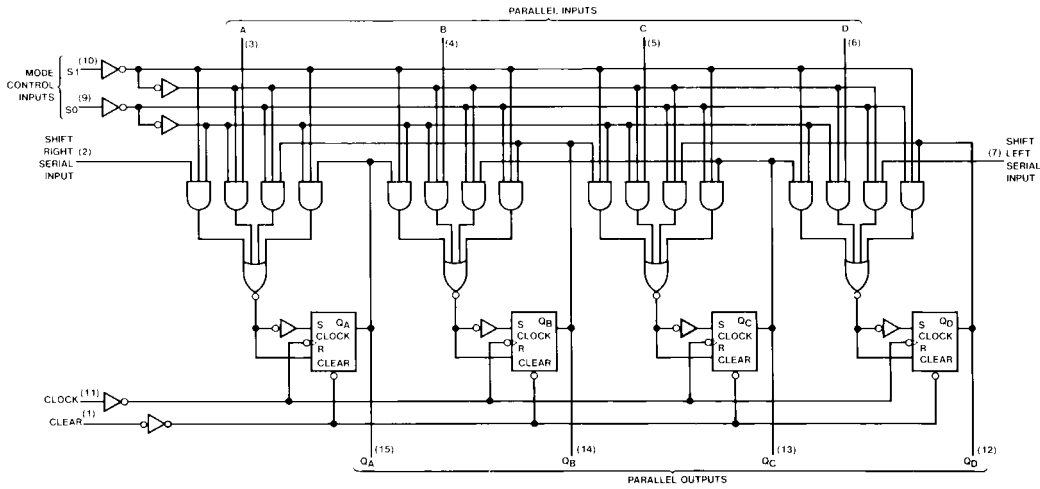 PARALLEL INPUTS
A B C D
(3) (4) (5) (6)
MODE
CONTROL
INPUTS
(10)
S1
(9)
S0
SHIFT
RIGHT (2)
SERIAL
INPUT
SHIFT
(7) LEFT
SERIAL
INPUT
S QA
CLOCK
R
CLEAR
S QB
CLOCK
R
CLEAR
S QC
CLOCK
R
CLEAR
S QD
CLOCK
R
CLEAR
CLOCK (11)
CLEAR (1)
(15) (14) (13) (12)
QA QB QC QD
PARALLEL OUTPUTS